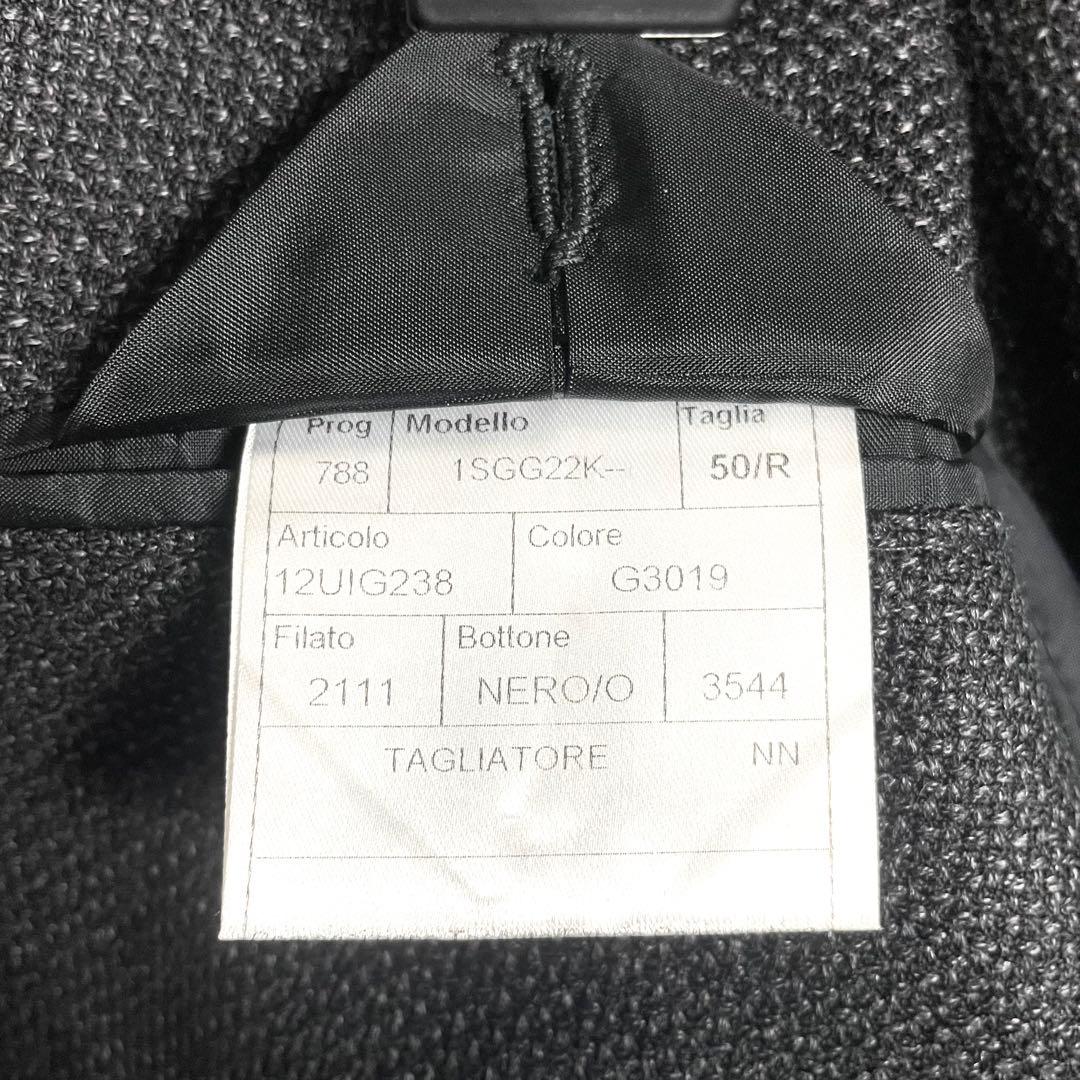 Prog Modello Taglia
788 1SGG22K-- 50/R
Articolo Colore
12UIG238 G3019
Filato Bottone
2111 NERO/O 3544
TAGLIATORE NN